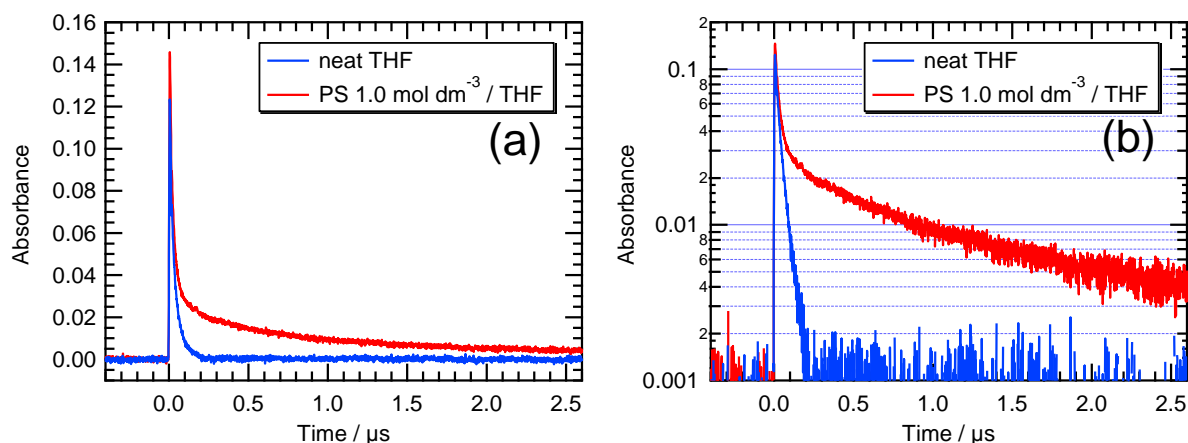 0.16
0.14
0.12
0.10
0.08
0.06
0.04
0.02
0.00
Absorbance
neat THF
PS 1.0 mol dm⁻³ / THF
(a)
0.0 0.5 1.0 1.5 2.0 2.5
Time / µs
2
0.1
8
6
4
2
0.01
8
6
4
2
0.001
Absorbance
neat THF
PS 1.0 mol dm⁻³ / THF
(b)
0.0 0.5 1.0 1.5 2.0 2.5
Time / µs